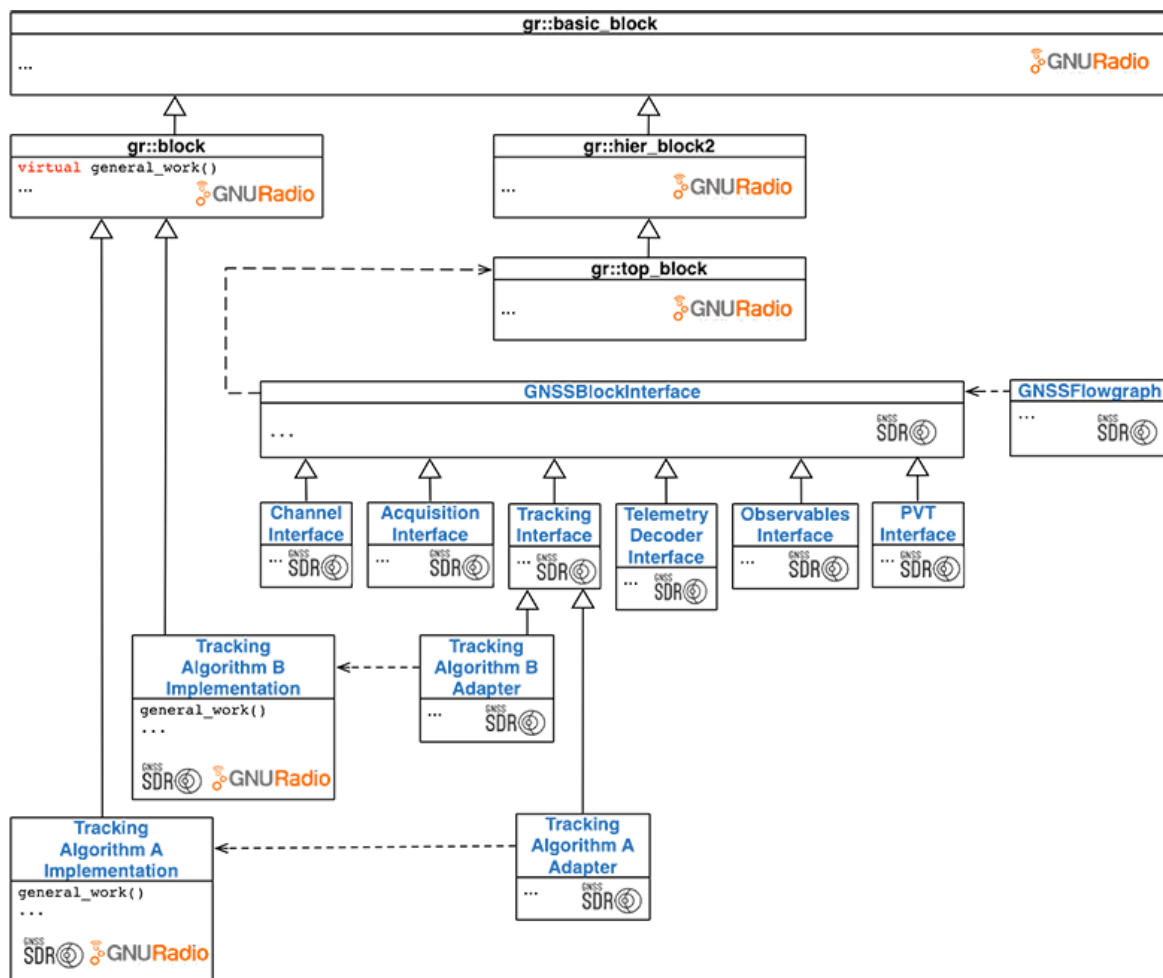 gr::basic_block
...
GNURadio
gr::block
virtual general_work()
...
GNURadio
gr::hier_block2
...
GNURadio
gr::top_block
...
GNURadio
GNSSBlockInterface
...
GNSS
SDR
GNSSFlowgraph
...
GNSS
SDR
Channel
Interface
...
GNSS
SDR
Acquisition
Interface
...
GNSS
SDR
Tracking
Interface
...
GNSS
SDR
Telemetry
Decoder
Interface
...
GNSS
SDR
Observables
Interface
...
GNSS
SDR
PVT
Interface
...
GNSS
SDR
Tracking
Algorithm B
Implementation
general_work()
...
GNSS
SDR
GNURadio
Tracking
Algorithm B
Adapter
...
GNSS
SDR
Tracking
Algorithm A
Implementation
general_work()
...
GNSS
SDR
GNURadio
Tracking
Algorithm A
Adapter
...
GNSS
SDR